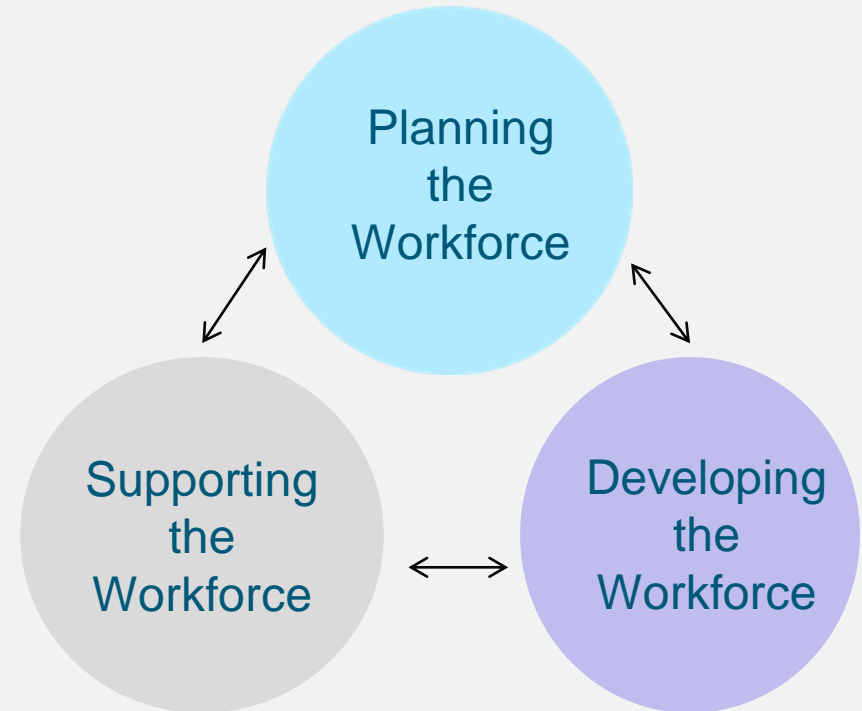 Planning
the
Workforce
Supporting
the
Workforce
Developing
the
Workforce